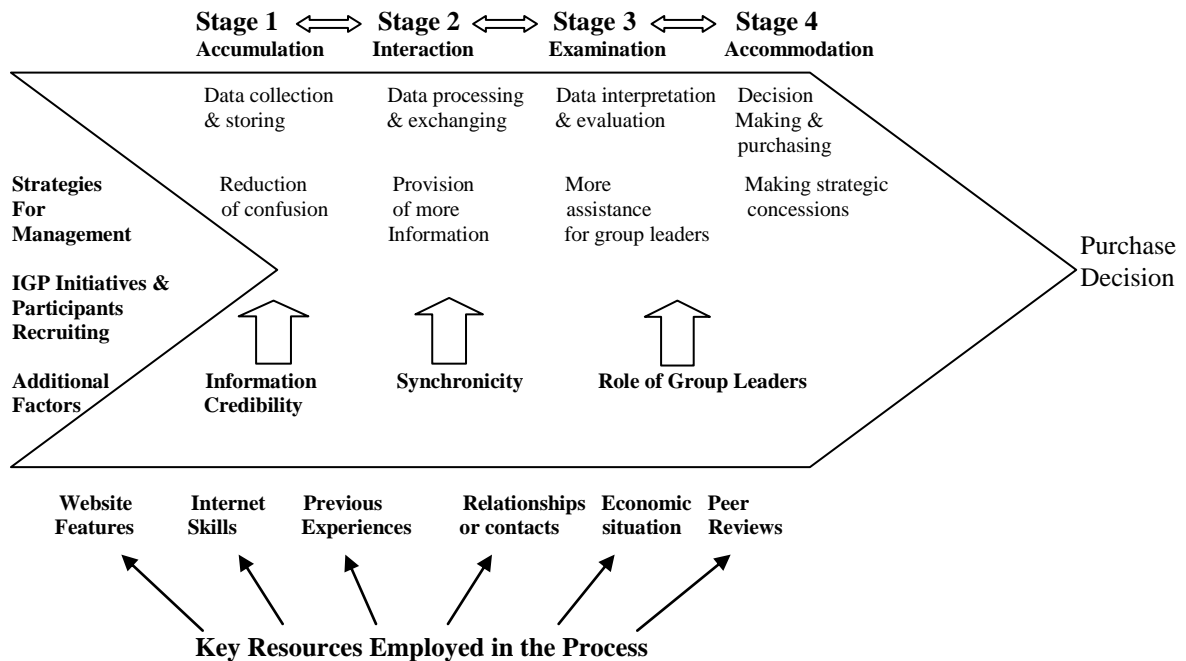 Stage 1 Stage 2 Stage 3 Stage 4
Accumulation Interaction Examination Accommodation
Data collection
& storing
Data processing
& exchanging
Data interpretation
& evaluation
Decision
Making &
purchasing
Strategies
For
Management
Reduction
of confusion
Provision
of more
Information
More
assistance
for group leaders
Making strategic
concessions
Purchase
Decision
IGP Initiatives &
Participants
Recruiting
Additional
Factors
Information
Credibility
Synchronicity
Role of Group Leaders
Website
Features
Internet
Skills
Previous
Experiences
Relationships
or contacts
Economic
situation
Peer
Reviews
Key Resources Employed in the Process